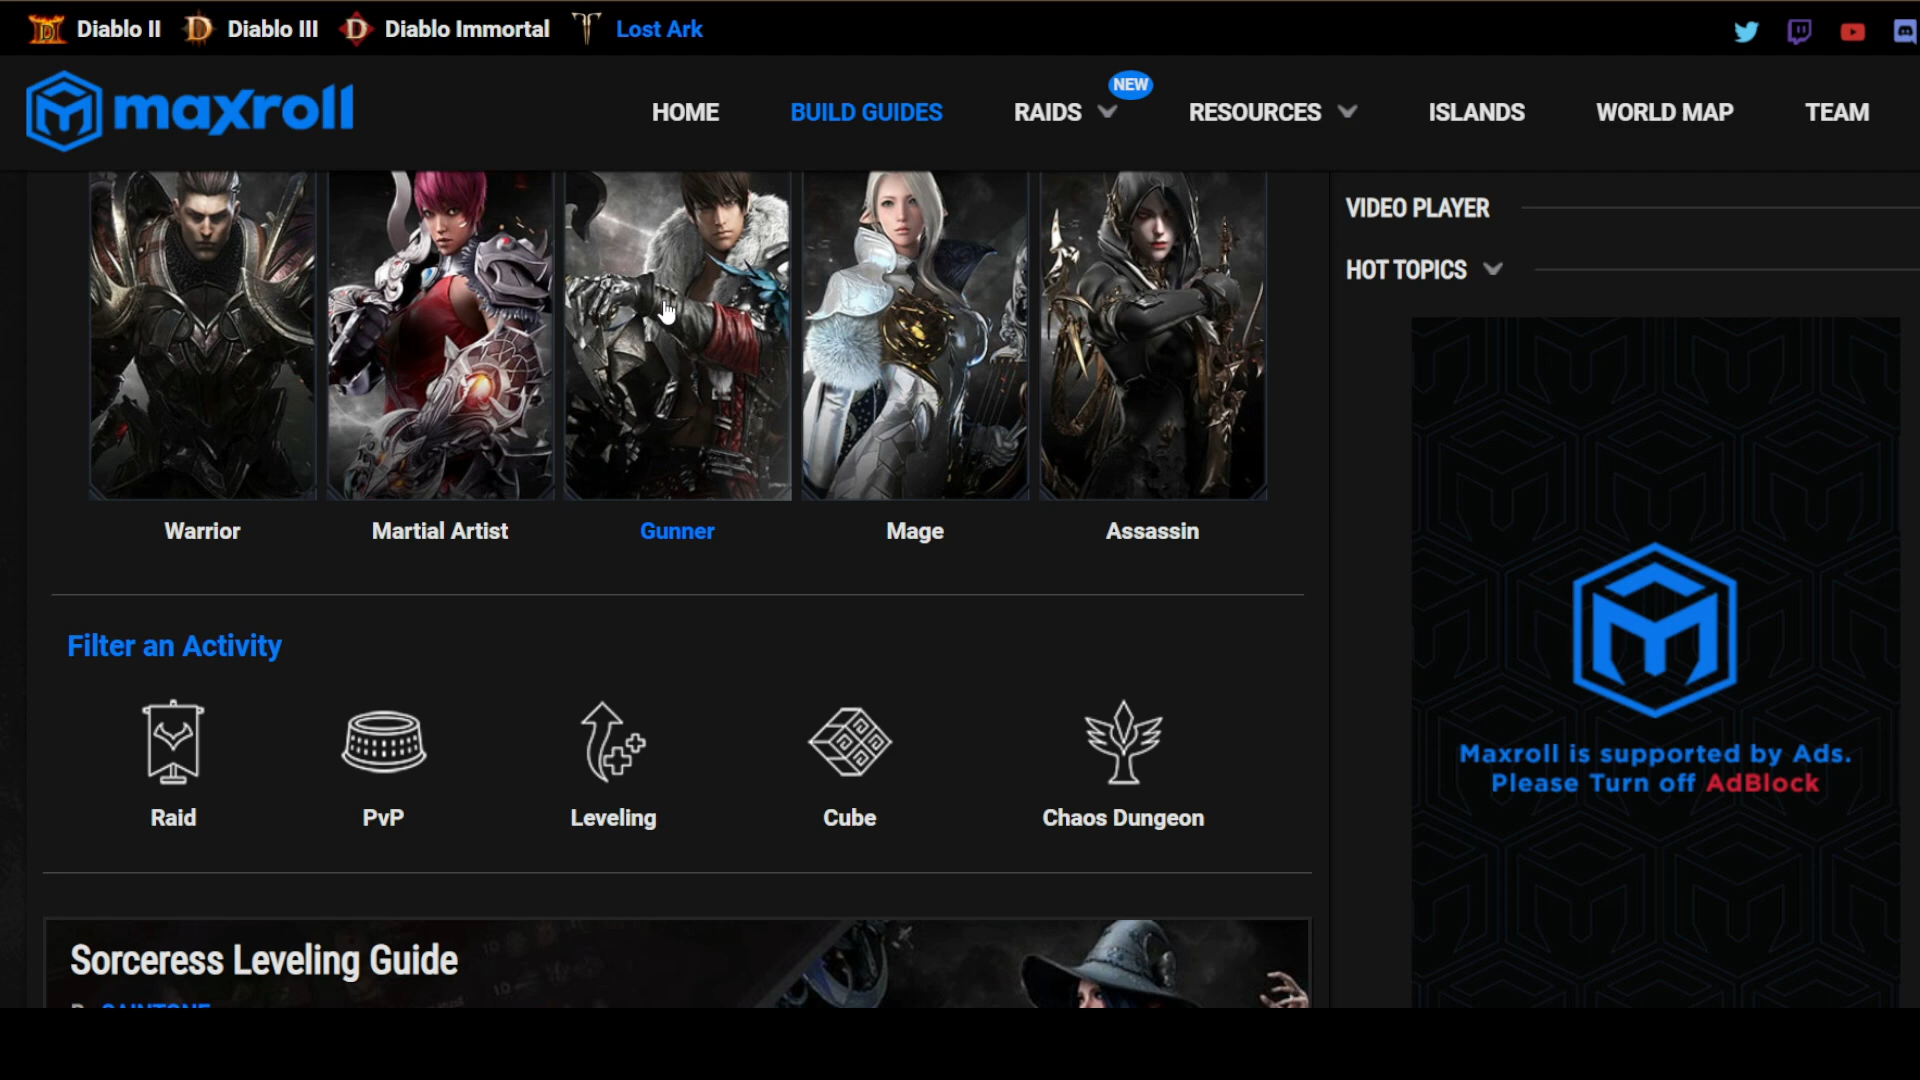 Diablo II
Diablo III
Diablo Immortal
Lost Ark
maxroll
HOME
BUILD GUIDES
RAIDS
NEW
RESOURCES
ISLANDS
WORLD MAP
TEAM
VIDEO PLAYER
HOT TOPICS
Warrior
Martial Artist
Gunner
Mage
Assassin
Filter an Activity
Raid
PvP
Leveling
Cube
Chaos Dungeon
Maxroll is supported by Ads.
Please Turn off AdBlock
Sorceress Leveling Guide